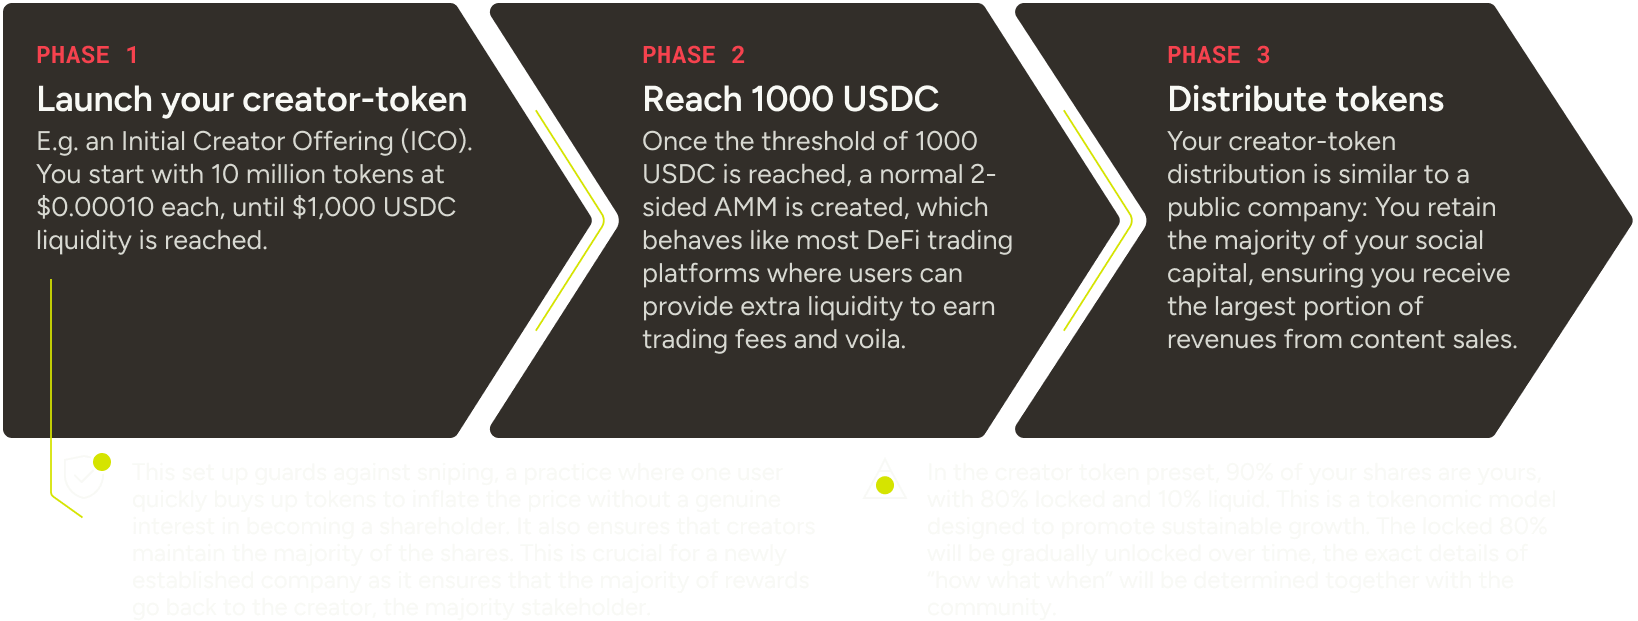 PHASE 1
Launch your creator-token
E.g. an Initial Creator Offering (ICO).
You start with 10 million tokens at
$0.00010 each, until $1,000 USDC
liquidity is reached.
PHASE 2
Reach 1000 USDC
Once the threshold of 1000
USDC is reached, a normal 2-
sided AMM is created, which
behaves like most DeFi trading
platforms where users can
provide extra liquidity to earn
trading fees and voila.
PHASE 3
Distribute tokens
Your creator-token
distribution is similar to a
public company: You retain
the majority of your social
capital, ensuring you receive
the largest portion of
revenues from content sales.
This set up guards against sniping, a practice where one user
quickly buys up tokens to inflate the price without a genuine
interest in becoming a shareholder. It also ensures that creators
maintain the majority of the shares. This is crucial for a newly
established company as it ensures that the majority of rewards
go back to the creator, the majority stakeholder.
In the creator token preset, 90% of your shares are yours,
with 80% locked and 10% liquid. This is a tokenomic model
designed to promote sustainable growth. The locked 80%
will be gradually unlocked over time, the exact details of
"how what when" will be determined together with the
community.